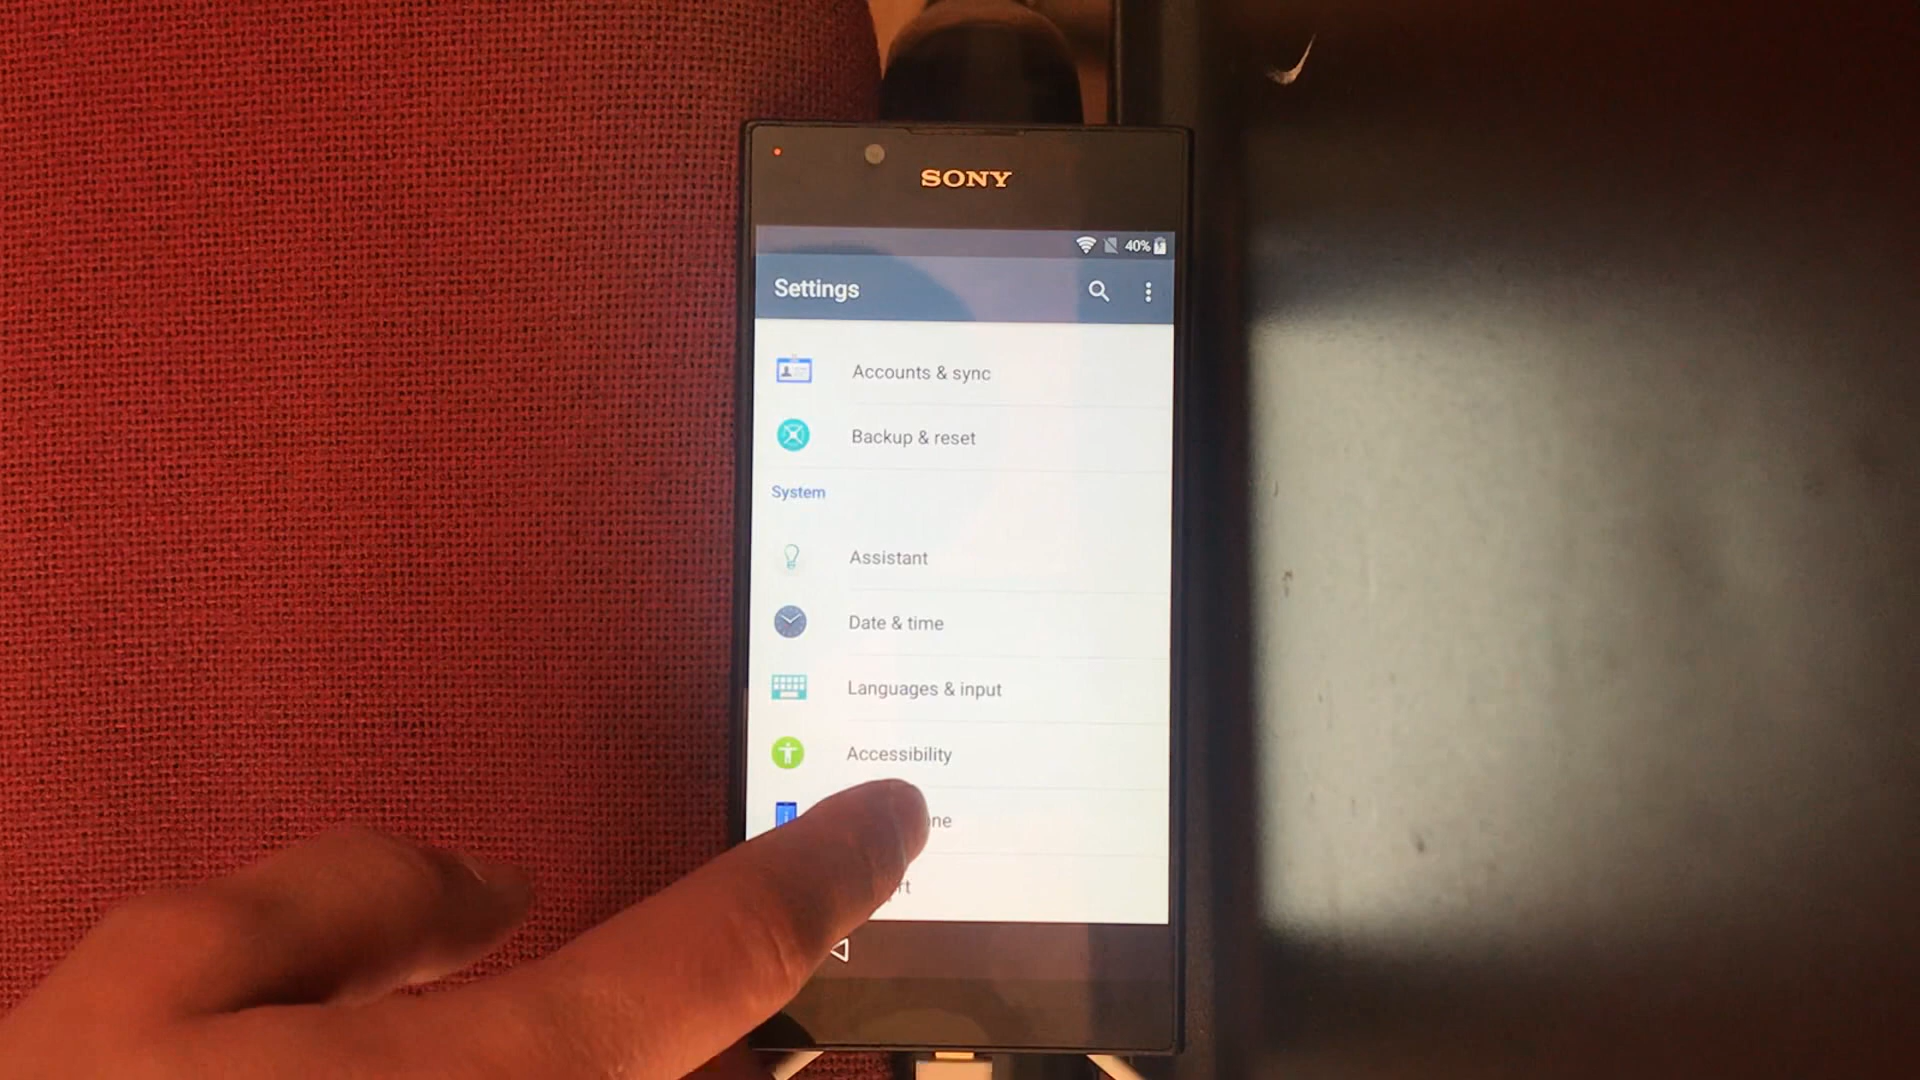 SONY
40%
Settings
Accounts & sync
Backup & reset
System
Assistant
Date & time
Languages & input
Accessibility